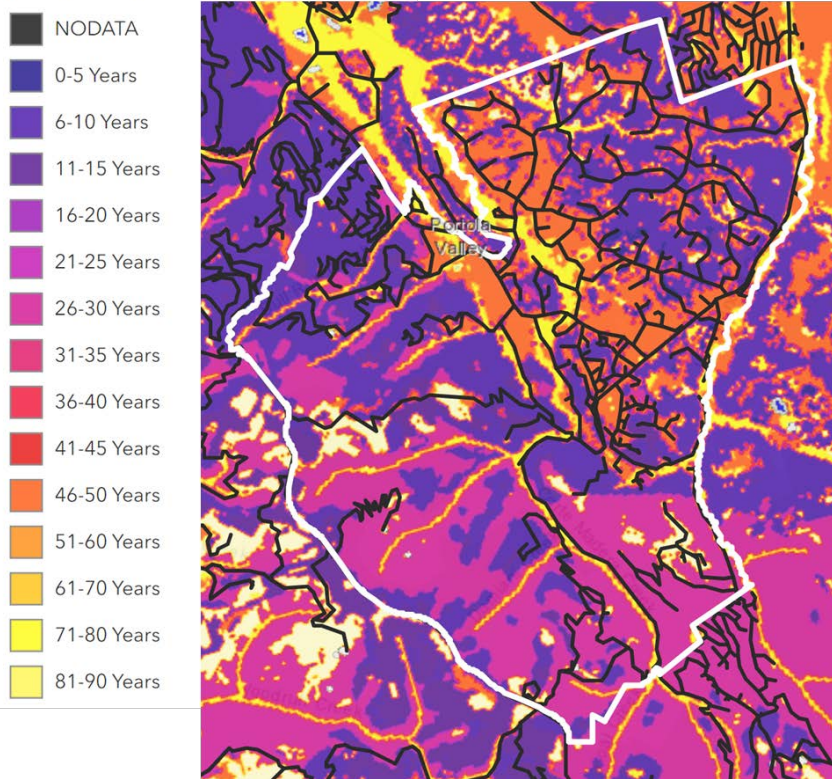 NODATA
0-5 Years
6-10 Years
11-15 Years
16-20 Years
21-25 Years
26-30 Years
31-35 Years
36-40 Years
41-45 Years
46-50 Years
51-60 Years
61-70 Years
71-80 Years
81-90 Years
Portola
Valley